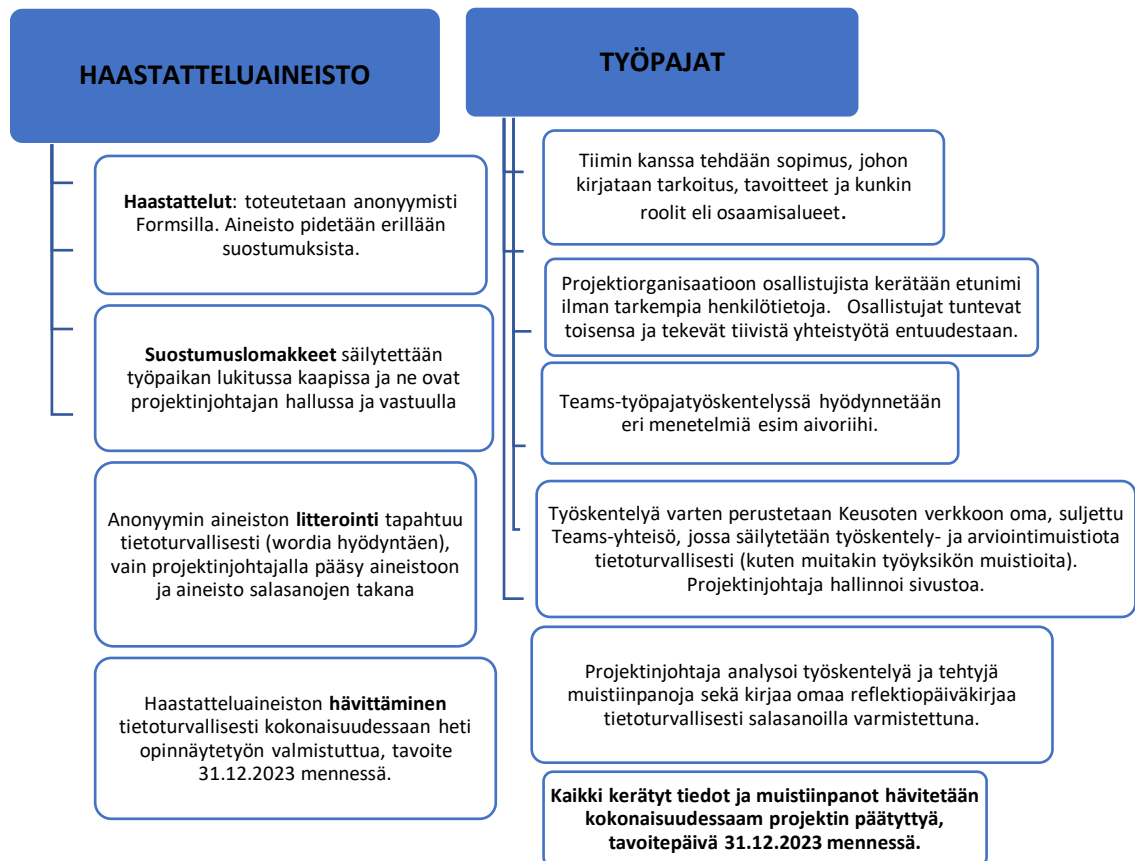 HAASTATTELUAINEISTO
Haastattelut: toteutetaan anonyymisti
Formsilla. Aineisto pidetään erillään
suostumuksista.
Suostumuslomakkeet säilytettään
työpaikan lukitussa kaapissa ja ne ovat
projektinjohtajan hallussa ja vastuulla
Anonyymin aineiston litterointi tapahtuu
tietoturvallisesti (wordia hyödyntäen),
vain projektinjohtajalla pääsy aineistoon
ja aineisto salasanojen takana
Haastatteluaineiston hävittäminen
tietoturvallisesti kokonaisuudessaan heti
opinnäytetyön valmistuttua, tavoite
31.12.2023 mennessä.
TYÖPAJAT
Tiimin kanssa tehdään sopimus, johon
kirjataan tarkoitus, tavoitteet ja kunkin
roolit eli osaamisalueet.
Projektiorganisaatioon osallistujista kerätään etunimi
ilman tarkempia henkilötietoja.   Osallistujat tuntevat
toisensa ja tekevät tiivistä yhteistyötä entuudestaan.
Teams-työpajatyöskentelyssä hyödynnetään
eri menetelmiä esim aivoriihi.
Työskentelyä varten perustetaan Keusoten verkkoon oma, suljettu
Teams-yhteisö, jossa säilytetään työskentely- ja arviointimuistiota
tietoturvallisesti (kuten muitakin työyksikön muistioita).
Projektinjohtaja hallinnoi sivustoa.
Projektinjohtaja analysoi työskentelyä ja tehtyjä
muistiinpanoja sekä kirjaa omaa reflektiopäiväkirjaa
tietoturvallisesti salasanoilla varmistettuna.
Kaikki kerätyt tiedot ja muistiinpanot hävitetään
kokonaisuudessaam projektin päätyttyä,
tavoitepäivä 31.12.2023 mennessä.